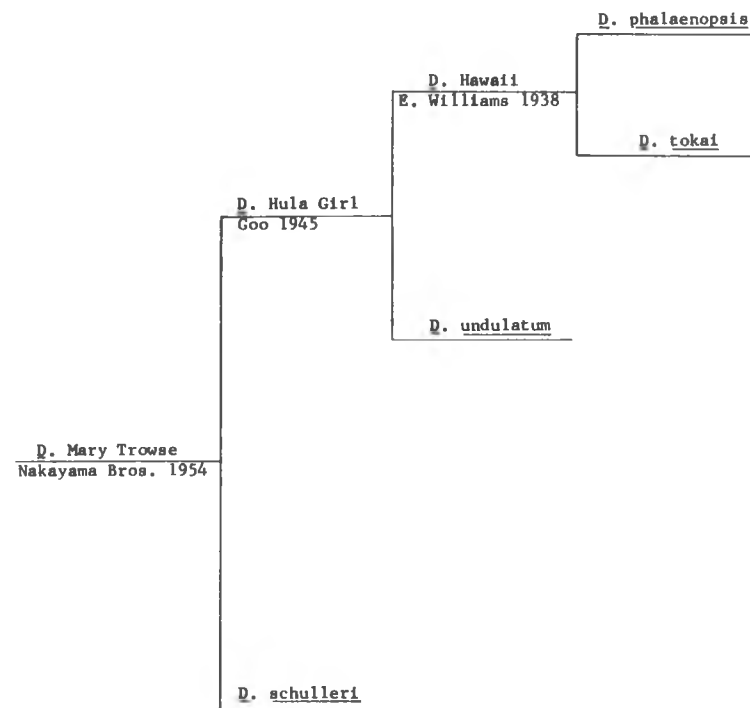 D. phalaenopsis
D. Hawaii
E. Williams 1938
D. tokai
D. Hula Girl
Goo 1945
D. undulatum
D. Mary Trowse
Nakayama Bros. 1954
D. schulleri